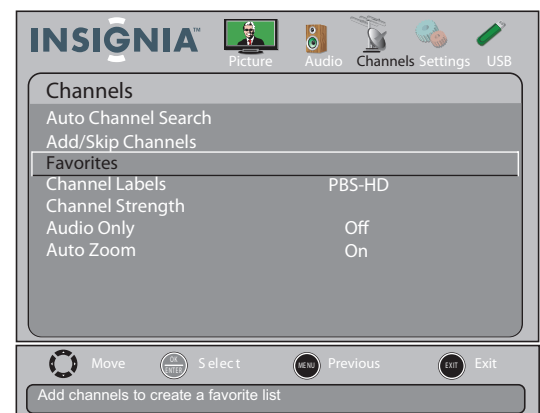 INSIGNIA™
Picture Audio Channels Settings USB
Channels
Auto Channel Search
Add/Skip Channels
Favorites
Channel Labels PBS-HD
Channel Strength
Audio Only Off
Auto Zoom On
Move OK ENTER Select MENU Previous EXIT Exit
Add channels to create a favorite list